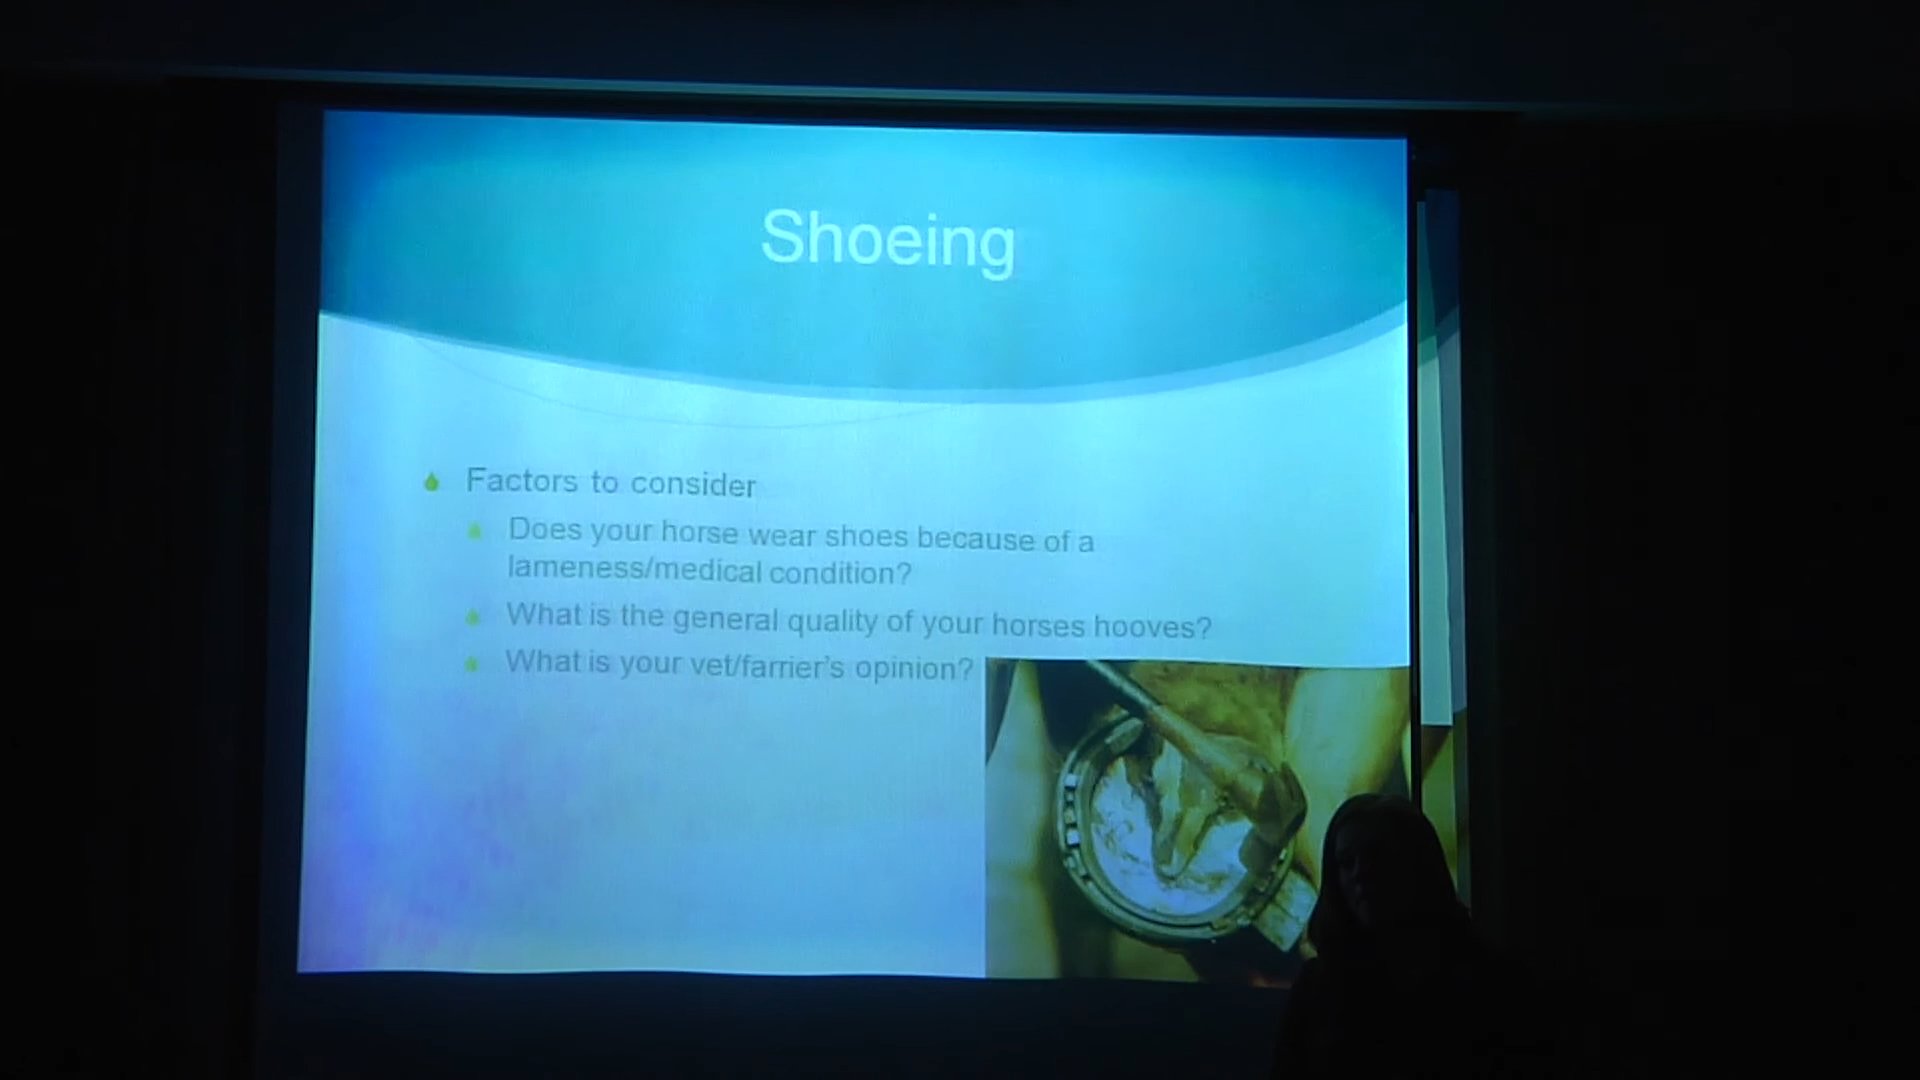 Shoeing
Factors to consider
Does your horse wear shoes because of a
lameness/medical condition?
What is the general quality of your horses hooves?
What is your vet/farrier's opinion?